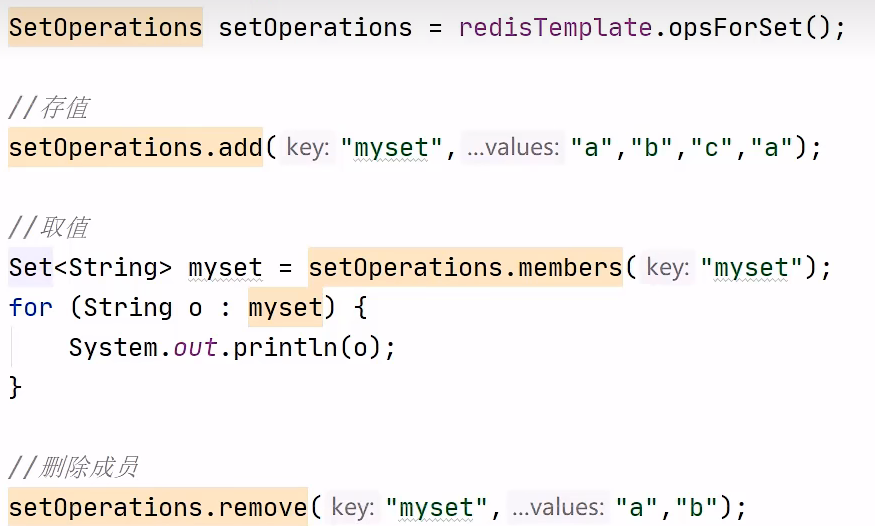 SetOperations setOperations = redisTemplate.opsForSet();
//存值
setOperations.add( key: "myset", ...values: "a","b","c","a");
//取值
Set<String> myset = setOperations.members( key: "myset");
for (String o : myset) {
System.out.println(o);
}
//删除成员
setOperations.remove( key: "myset", ...values: "a","b");